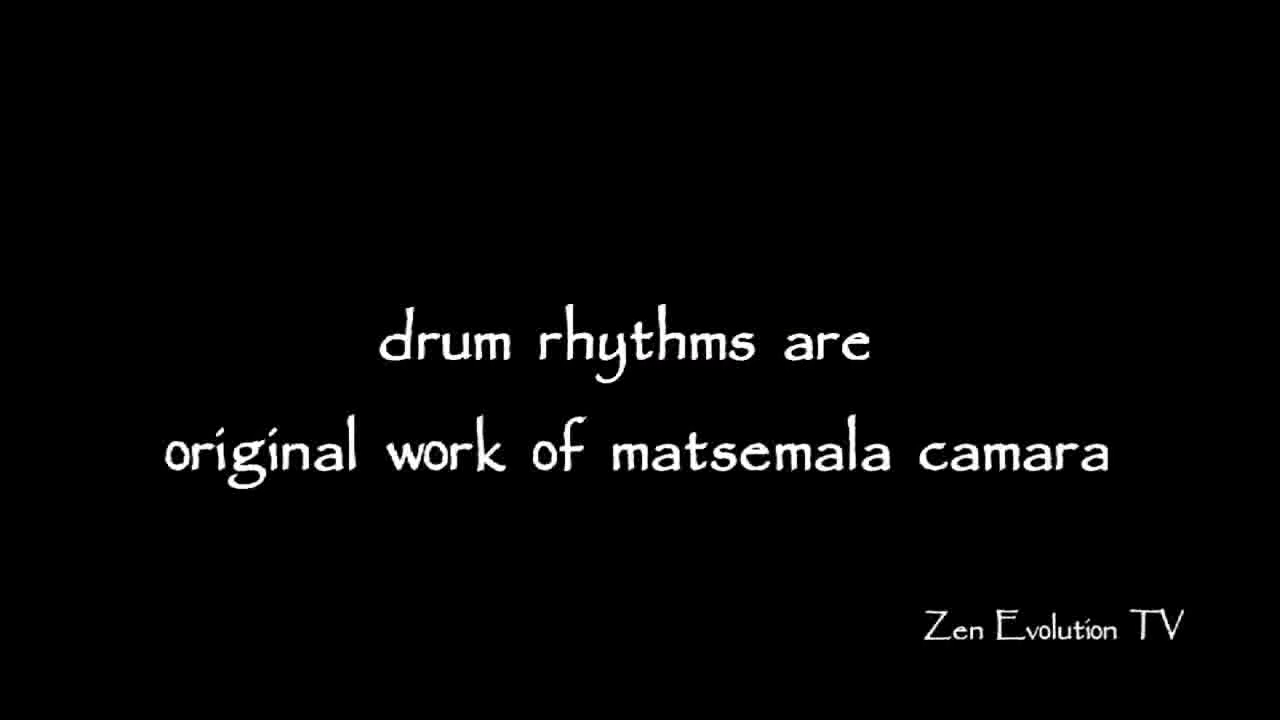 drum rhythms are
original work of matsemala camara
Zen Evolution TV